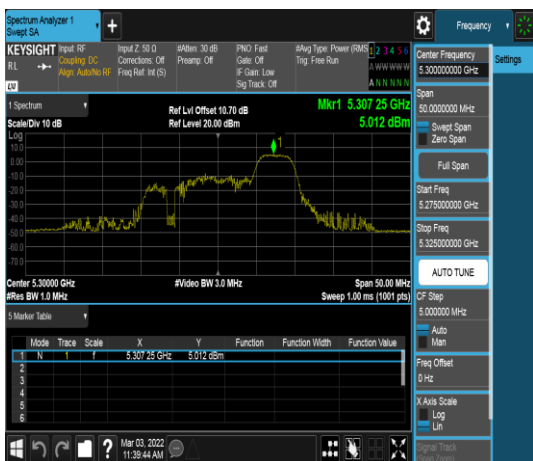 Spectrum Analyzer 1
Swept SA
+
Frequency
KEYSIGHT
Input: RF
Input Z: 50 Ω
#Atten: 30 dB
PNO: Fast
#Avg Type: Power (RMS
1 2 3 4 5 6
RL
Coupling: DC
Corrections: Off
Preamp: Off
Gate: Off
Trig: Free Run
Align: Auto/No RF
Freq Ref: Int (S)
IF Gain: Low
A WW WW W
Sig Track: Off
A N N N N N
LXI
1 Spectrum
Ref Lvl Offset 10.70 dB
Mkr1 5.307 25 GHz
Scale/Div 10 dB
Ref Level 20.00 dBm
5.012 dBm
Log
1
10.0
0.00
-10.0
-20.0
-30.0
-40.0
-50.0
-60.0
-70.0
Center 5.30000 GHz
#Video BW 3.0 MHz
Span 50.00 MHz
#Res BW 1.0 MHz
Sweep 1.00 ms (1001 pts)
5 Marker Table
Mode Trace Scale X Y Function Function Width Function Value
1 N 1 f 5.307 25 GHz 5.012 dBm
2
3
4
5
6
Mar 03, 2022
11:39:44 AM
Center Frequency
5.300000000 GHz
Settings
Span
50.0000000 MHz
Swept Span
Zero Span
Full Span
Start Freq
5.275000000 GHz
Stop Freq
5.325000000 GHz
AUTO TUNE
CF Step
5.000000 MHz
Auto
Man
Freq Offset
0 Hz
X Axis Scale
Log
Lin
Signal Track
(Span Zoom)